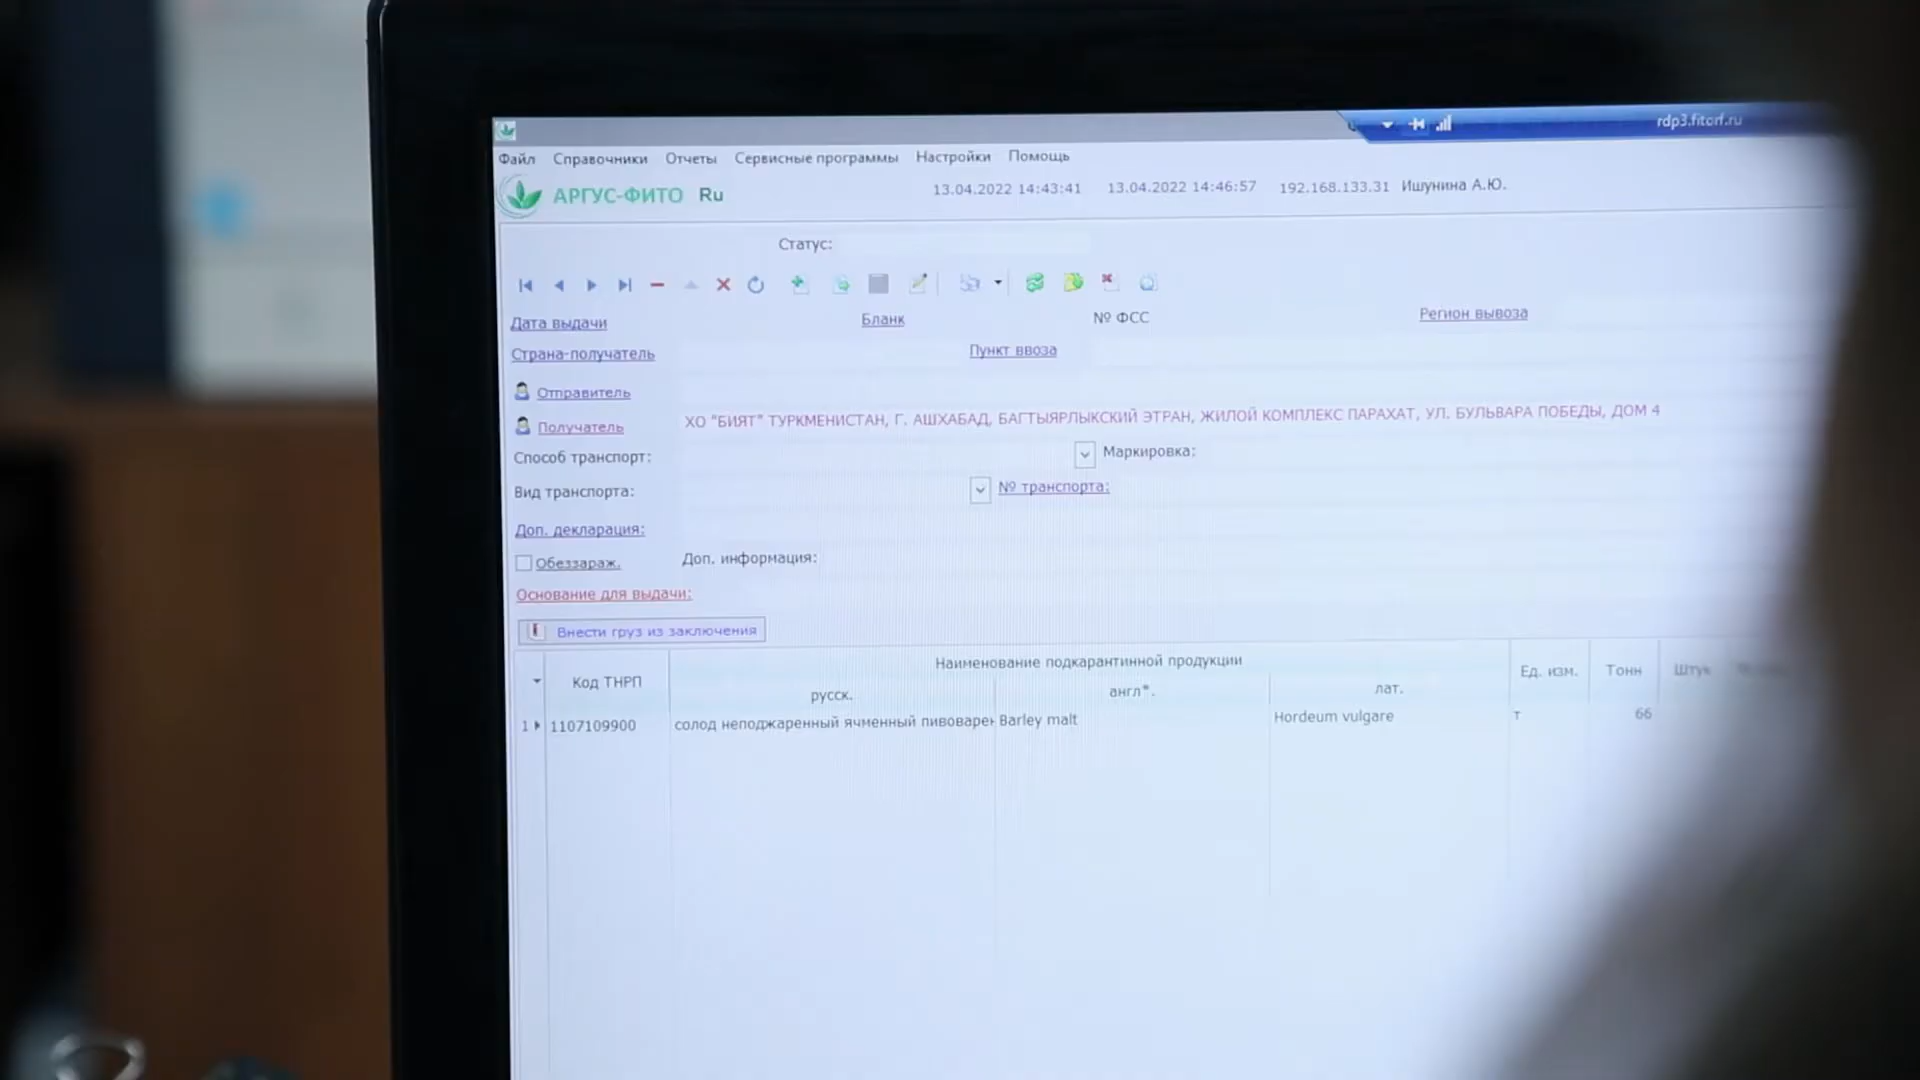 rdp3.fitorf.ru
Файл Справочники Отчеты Сервисные программы Настройки Помощь
АРГУС-ФИТО Ru 13.04.2022 14:43:41 13.04.2022 14:46:57 192.168.133.31 Ишунина А.Ю.
Статус:
Дата выдачи Бланк № ФСС Регион вывоза
Страна-получатель Пункт ввоза
Отправитель
Получатель ХО "БИЯТ" ТУРКМЕНИСТАН, Г. АШХАБАД, БАГТЫЯРЛЫКСКИЙ ЭТРАН, ЖИЛОЙ КОМПЛЕКС ПАРАХАТ, УЛ. БУЛЬВАРА ПОБЕДЫ, ДОМ 4
Способ транспорт: Маркировка:
Вид транспорта: № транспорта:
Доп. декларация:
Обеззараж. Доп. информация:
Основание для выдачи:
Внести груз из заключения
Код ТНРП Наименование подкарантинной продукции Ед. изм. Тонн Штук
русск. англ*. лат.
1 1107109900 солод неподжаренный ячменный пивоварен Barley malt Hordeum vulgare т 66